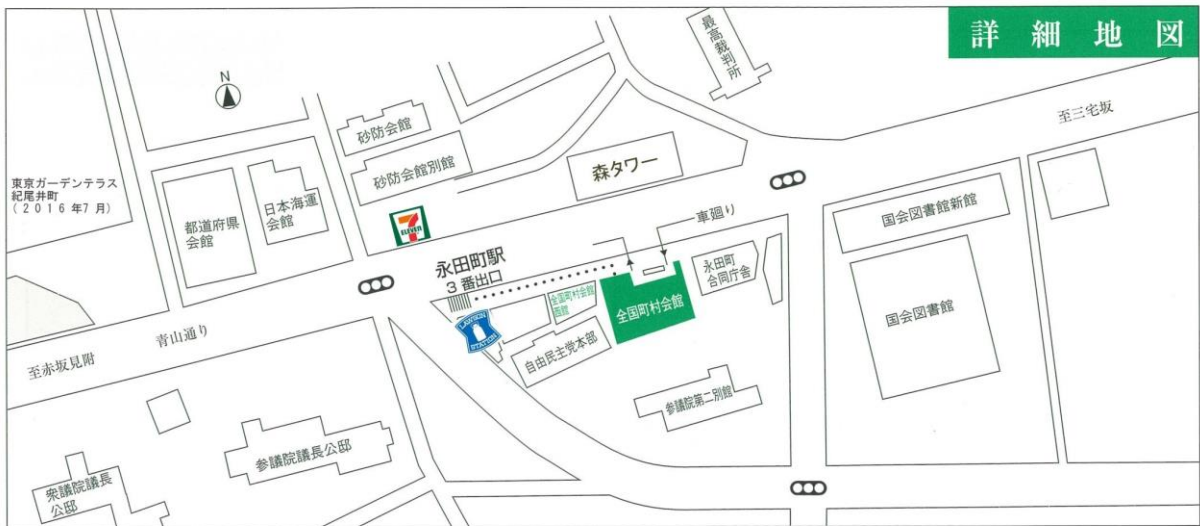 詳細地図
最高裁判所
至三宅坂
N
砂防会館
砂防会館別館
森タワー
東京ガーデンテラス
紀尾井町
(2016年7月)
都道府県
会館
日本海運
会館
7
ELEVEN
車廻り
国会図書館新館
永田町駅
3番出口
永田町
合同庁舎
全国町村会館
西館
全国町村会館
国会図書館
LAWSON
STATION
自由民主党本部
青山通り
至赤坂見附
参議院第二別館
参議院議長公邸
衆議院議長
公邸